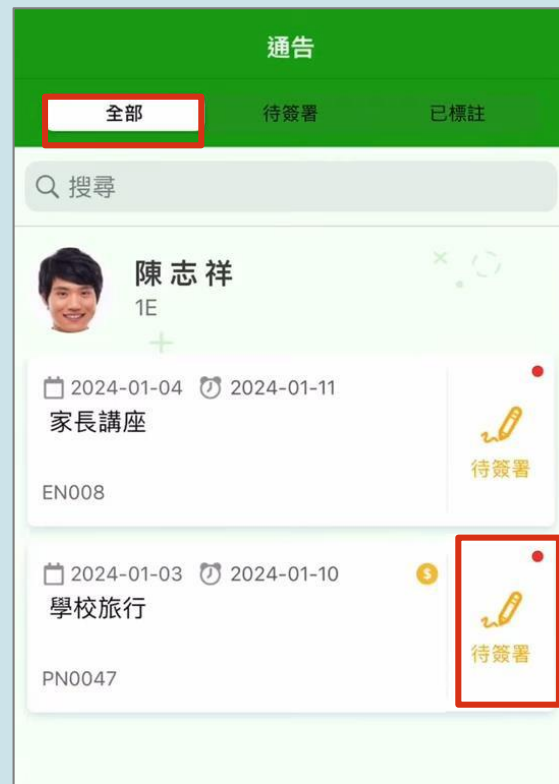 通告
全部 待簽署 已標註
搜尋
陳志祥
1E
2024-01-04 2024-01-11
家長講座
待簽署
EN008
2024-01-03 2024-01-10 $
學校旅行
待簽署
PN0047